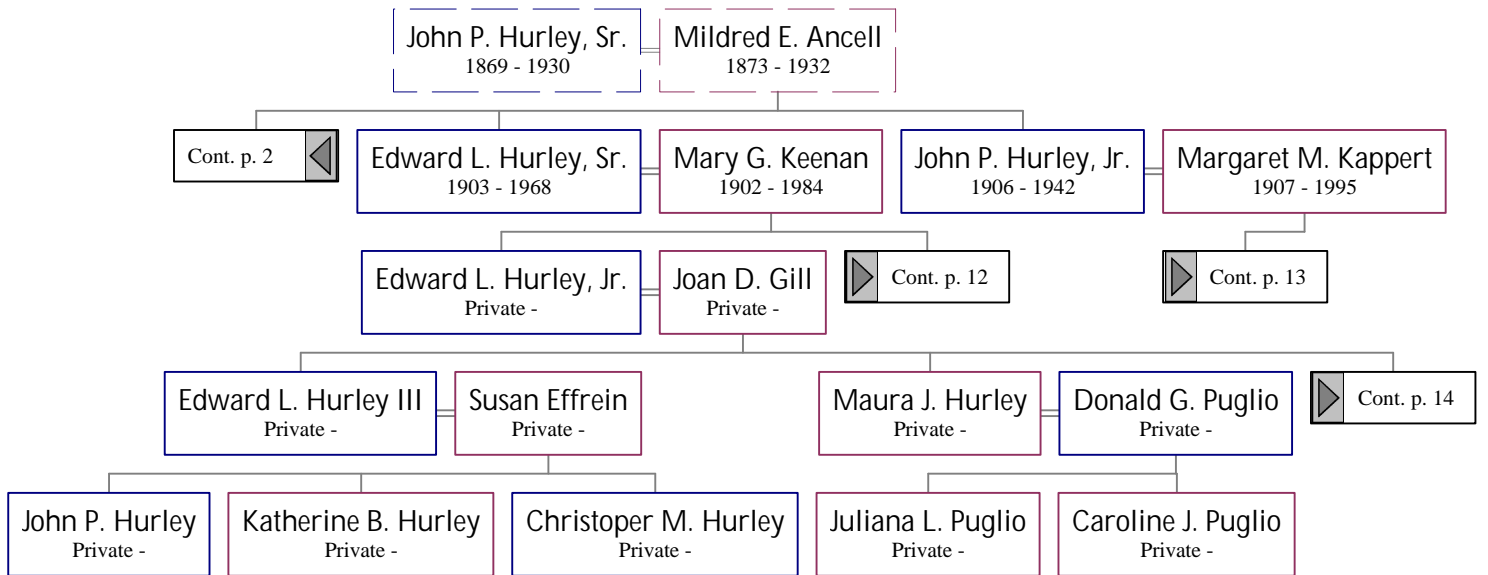 John P. Hurley, Sr.
1869 - 1930
Mildred E. Ancell
1873 - 1932
Cont. p. 2
Edward L. Hurley, Sr.
1903 - 1968
Mary G. Keenan
1902 - 1984
John P. Hurley, Jr.
1906 - 1942
Margaret M. Kappert
1907 - 1995
Edward L. Hurley, Jr.
Private -
Joan D. Gill
Private -
Cont. p. 12
Cont. p. 13
Edward L. Hurley III
Private -
Susan Effrein
Private -
Maura J. Hurley
Private -
Donald G. Puglio
Private -
Cont. p. 14
John P. Hurley
Private -
Katherine B. Hurley
Private -
Christoper M. Hurley
Private -
Juliana L. Puglio
Private -
Caroline J. Puglio
Private -